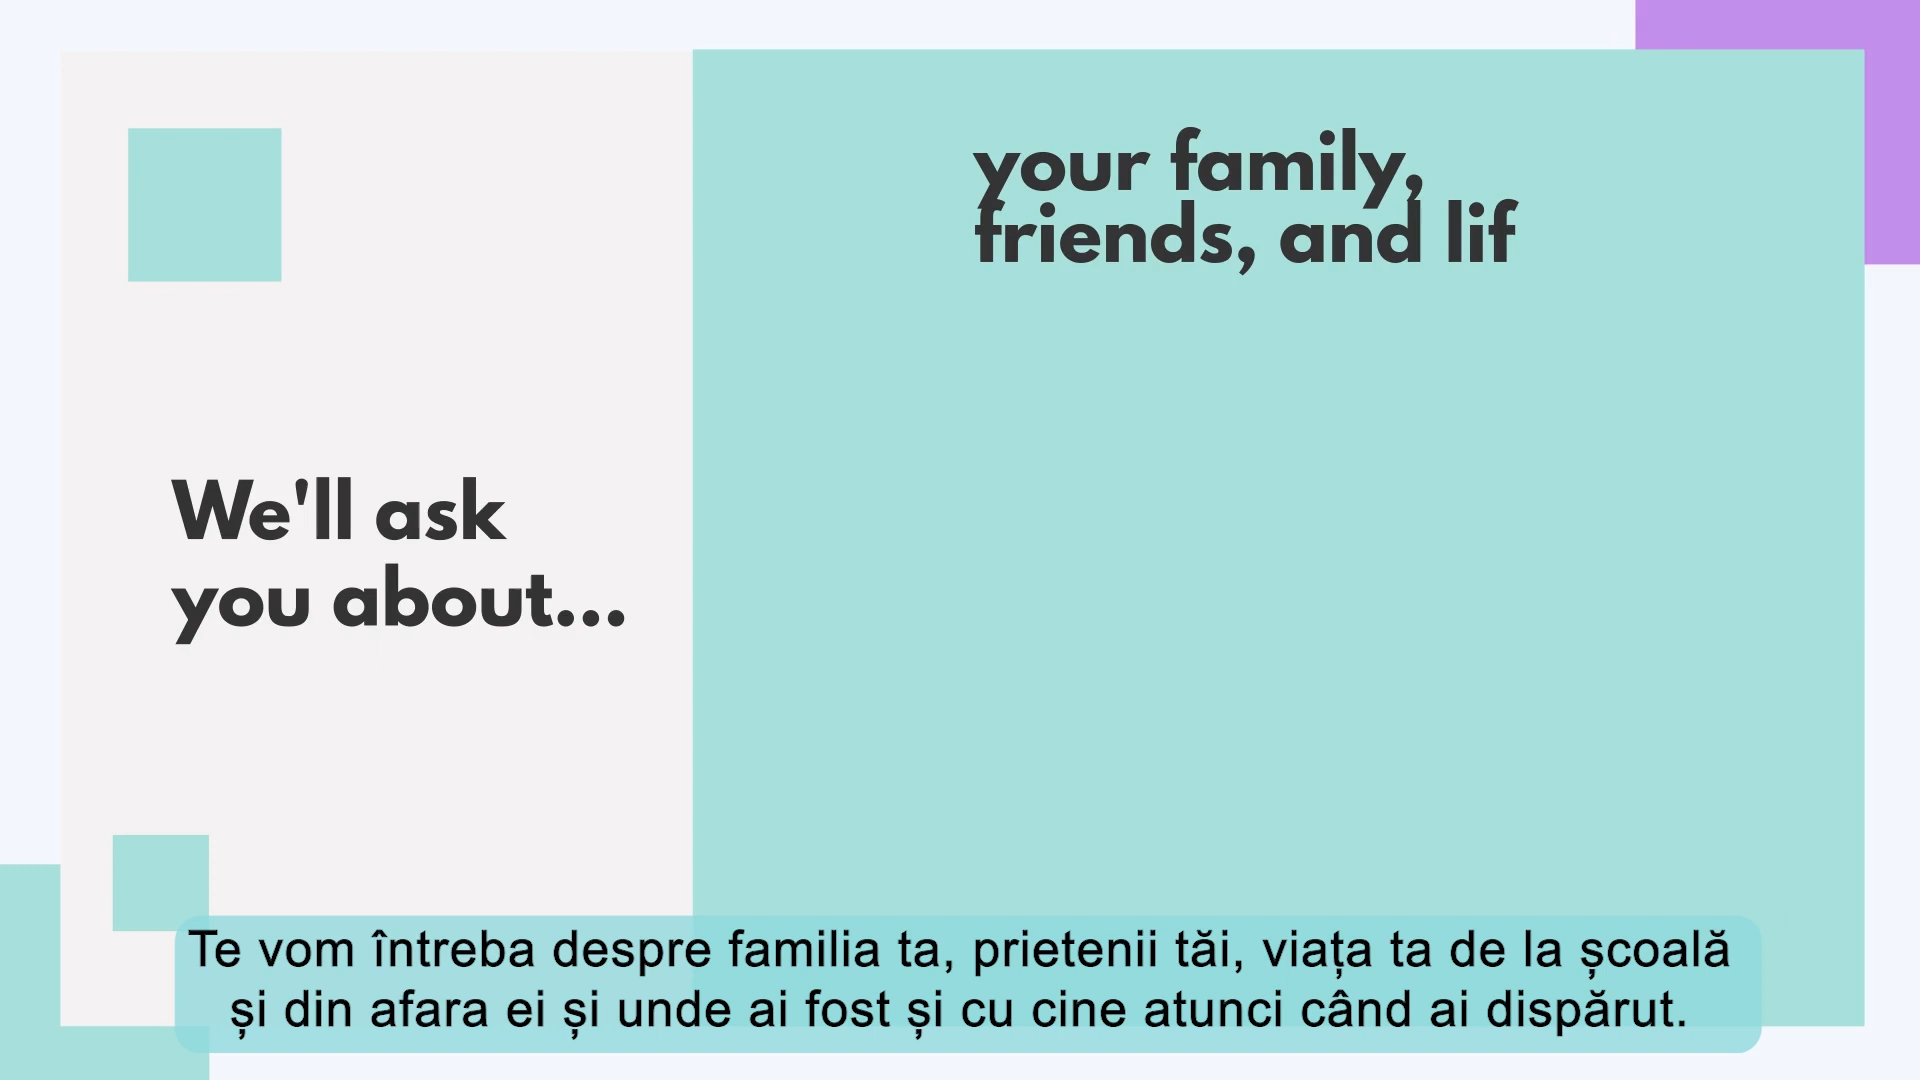 We'll ask
you about...
your family,
friends, and lif
Te vom întreba despre familia ta, prietenii tăi, viața ta de la școală
și din afara ei și unde ai fost și cu cine atunci când ai dispărut.